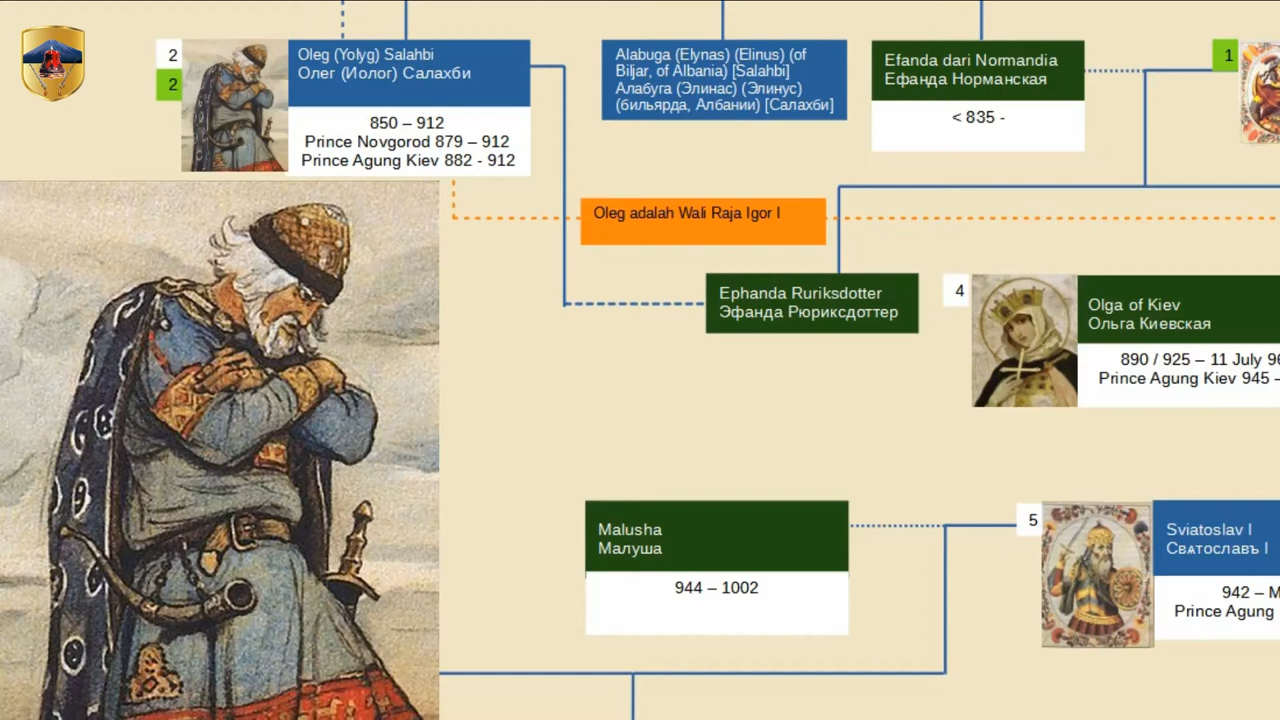 2
2
Oleg (Yolyg) Salahbi
Олег (Иолог) Салахби
850 – 912
Prince Novgorod 879 – 912
Prince Agung Kiev 882 - 912
Alabuga (Elynas) (Elinus) (of
Biljar, of Albania) [Salahbi]
Алабуга (Элинас) (Элинус)
(бильярда, Албании) [Салахби]
Efanda dari Normandia
Ефанда Норманская
< 835 -
1
Oleg adalah Wali Raja Igor I
Ephanda Ruriksdotter
Эфанда Рюриксдоттер
4
Olga of Kiev
Ольга Киевская
890 / 925 – 11 July 96
Prince Agung Kiev 945 –
Malusha
Малуша
944 – 1002
5
Sviatoslav I
Свѧтославъ I
942 – M
Prince Agung